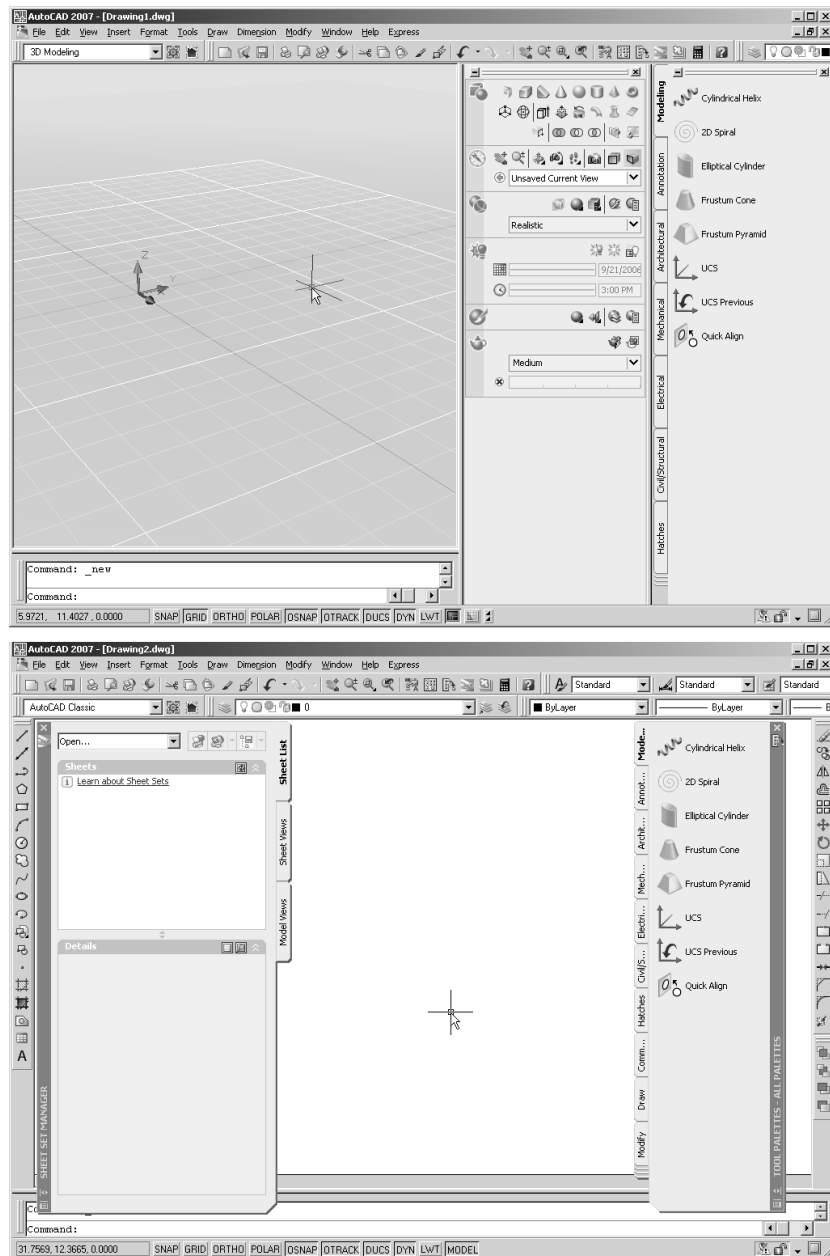 AutoCAD 2007 - [Drawing1.dwg]
File Edit View Insert Format Tools Draw Dimension Modify Window Help Express
3D Modeling
Z
Y
X
Unsaved Current View
Realistic
9/21/2006
3:00 PM
Medium
Modeling
Annotation
Architectural
Mechanical
Electrical
Civil/Structural
Hatches
Cylindrical Helix
2D Spiral
Elliptical Cylinder
Frustum Cone
Frustum Pyramid
UCS
UCS Previous
Quick Align
Command: _new
Command:
5.9721, 11.4027, 0.0000 SNAP GRID ORTHO POLAR OSNAP OTRACK DUCS DYN LWT
AutoCAD 2007 - [Drawing2.dwg]
File Edit View Insert Format Tools Draw Dimension Modify Window Help Express
Standard Standard Standard
AutoCAD Classic 0 ByLayer ByLayer B
Open...
Sheets
Learn about Sheet Sets
Details
Sheet List
Sheet Views
Model Views
SHEET SET MANAGER
Mode...
Annot...
Archit...
Mech...
Electri...
Civil/S...
Hatches
Comm...
Draw
Modify
Cylindrical Helix
2D Spiral
Elliptical Cylinder
Frustum Cone
Frustum Pyramid
UCS
UCS Previous
Quick Align
TOOL PALETTES - ALL PALETTES
A
Command:
31.7569, 12.3665, 0.0000 SNAP GRID ORTHO POLAR OSNAP OTRACK DUCS DYN LWT MODEL